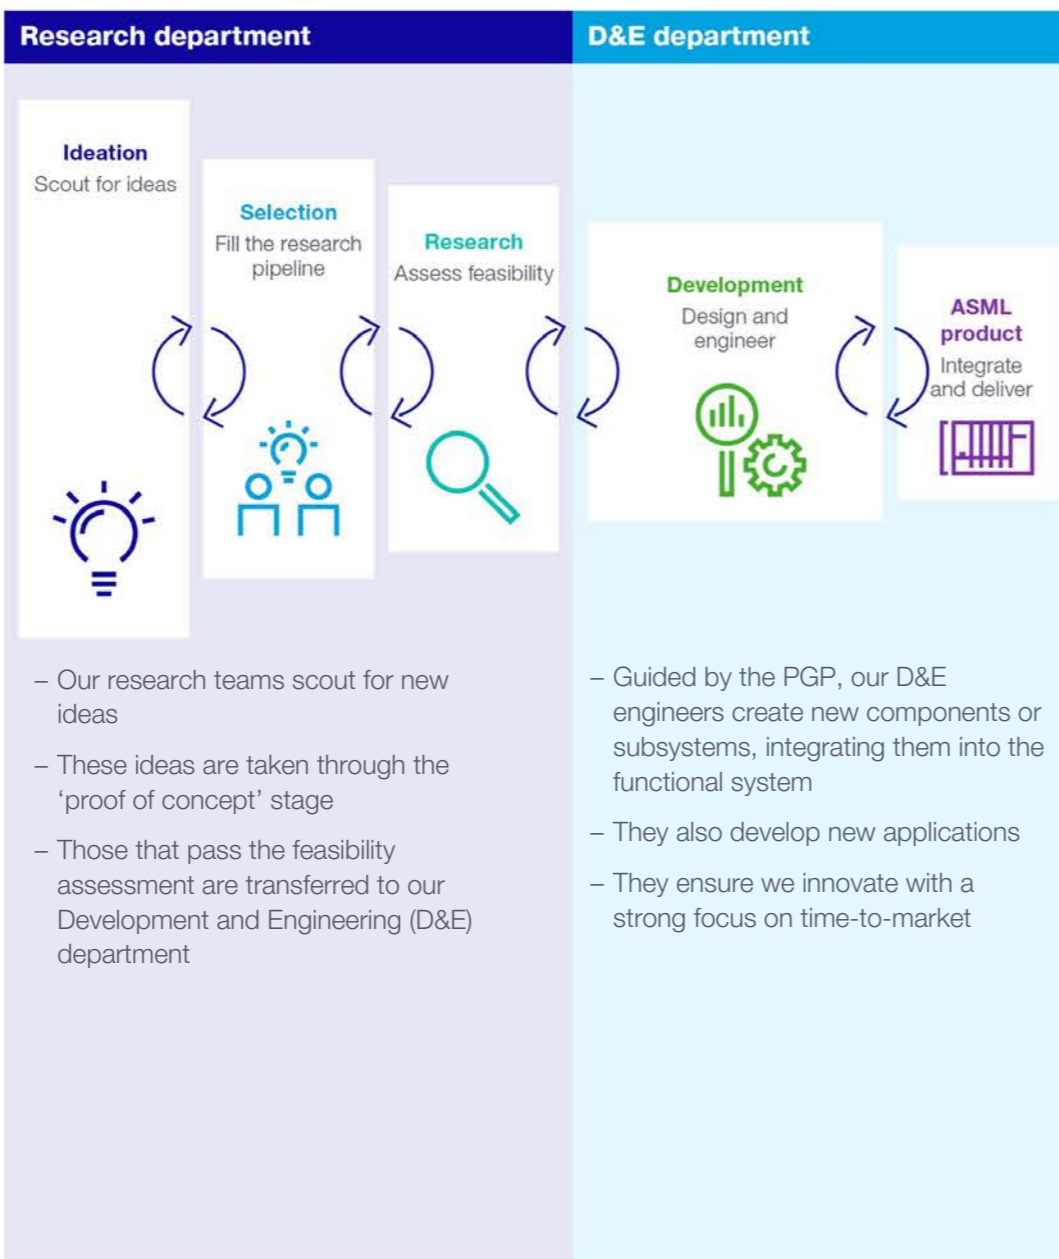 Research department
D&E department
Ideation
Scout for ideas
Selection
Fill the research
pipeline
Research
Assess feasibility
Development
Design and
engineer
ASML
product
Integrate
and deliver
– Our research teams scout for new
ideas
– These ideas are taken through the
‘proof of concept’ stage
– Those that pass the feasibility
assessment are transferred to our
Development and Engineering (D&E)
department
– Guided by the PGP, our D&E
engineers create new components or
subsystems, integrating them into the
functional system
– They also develop new applications
– They ensure we innovate with a
strong focus on time-to-market